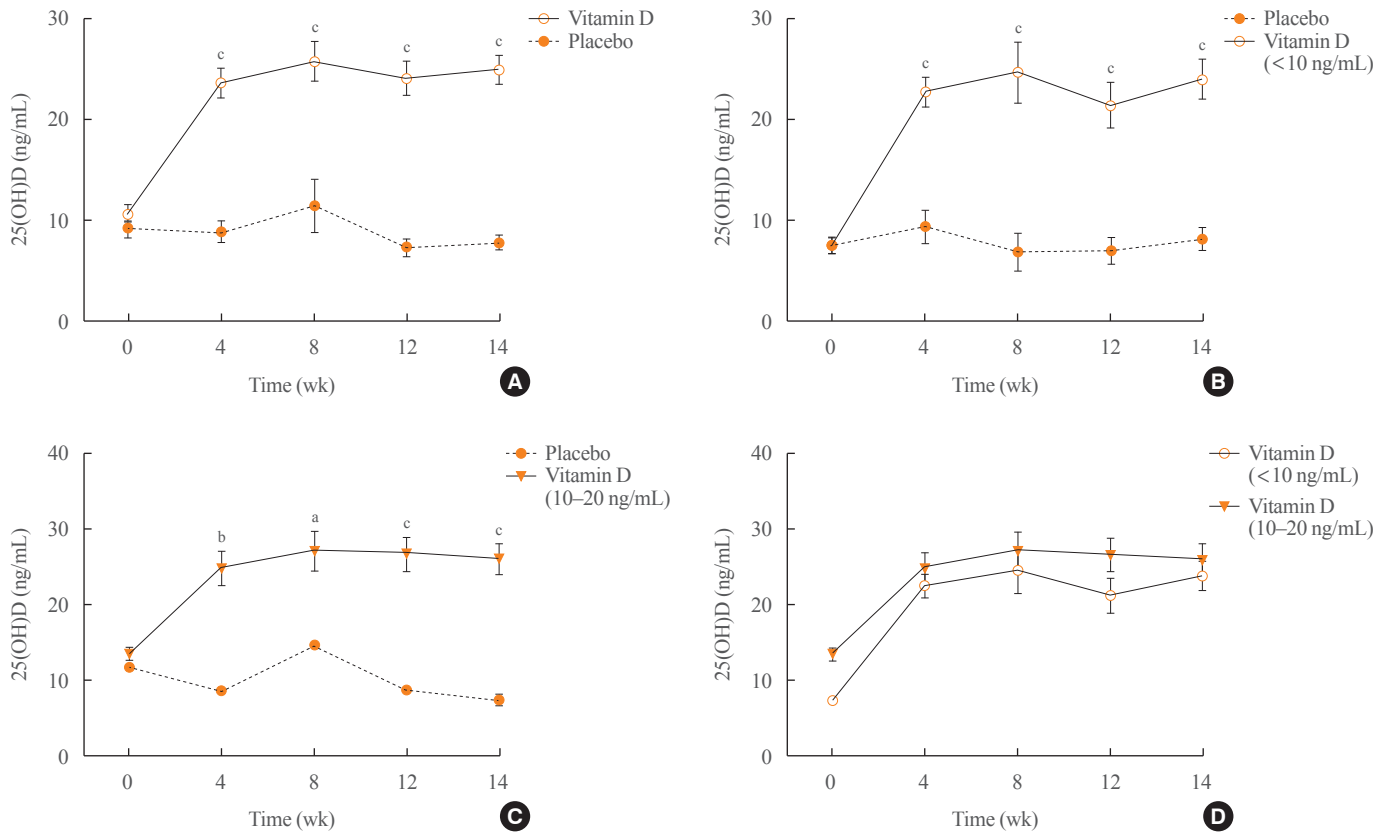 30
20
10
0
25(OH)D (ng/mL)
c
c
c
c
Vitamin D
Placebo
0
4
8
12
14
Time (wk)
A
30
20
10
0
25(OH)D (ng/mL)
c
c
c
c
Placebo
Vitamin D
(<10 ng/mL)
0
4
8
12
14
Time (wk)
B
40
30
20
10
0
25(OH)D (ng/mL)
b
a
c
c
Placebo
Vitamin D
(10–20 ng/mL)
0
4
8
12
14
Time (wk)
C
40
30
20
10
0
25(OH)D (ng/mL)
Vitamin D
(<10 ng/mL)
Vitamin D
(10–20 ng/mL)
0
4
8
12
14
Time (wk)
D